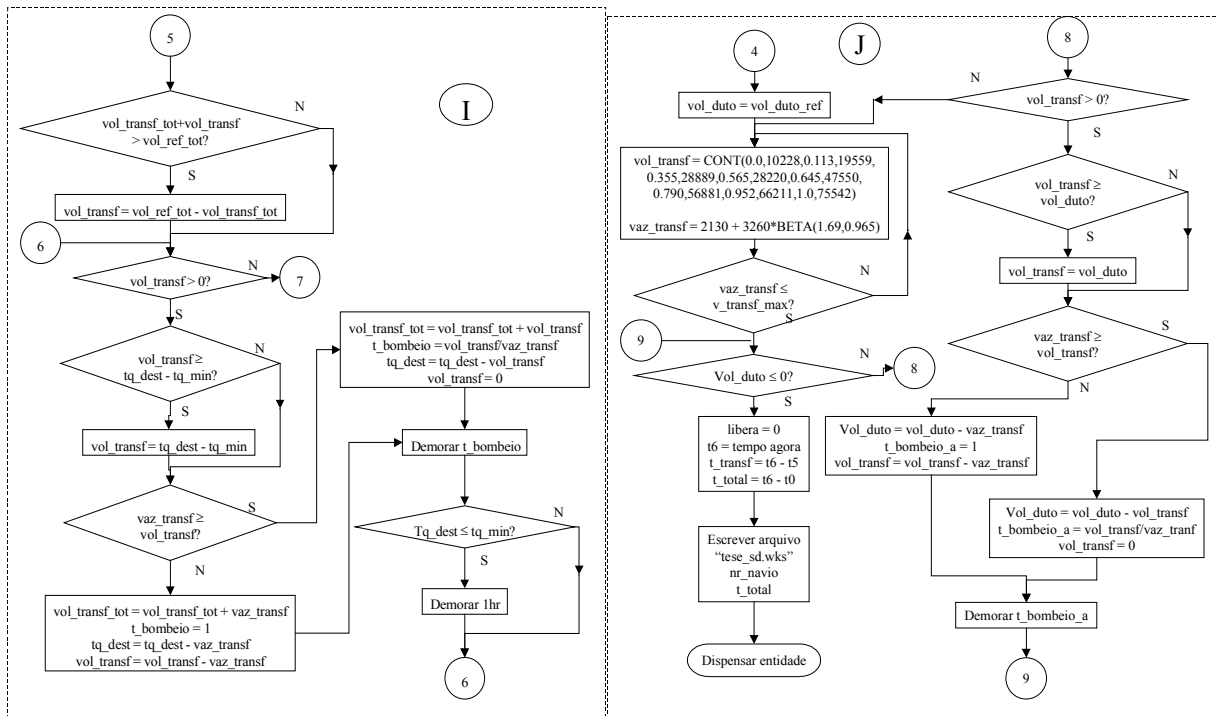 5
I
N
vol_transf_tot+vol_transf
> vol_ref_tot?
S
vol_transf = vol_ref_tot - vol_transf_tot
6
vol_transf > 0?
N
7
S
vol_transf ≥
tq_dest - tq_min?
N
S
vol_transf = tq_dest - tq_min
vaz_transf ≥
vol_transf?
S
N
vol_transf_tot = vol_transf_tot + vaz_transf
t_bombeio = 1
tq_dest = tq_dest - vaz_transf
vol_transf = vol_transf - vaz_transf
vol_transf_tot = vol_transf_tot + vol_transf
t_bombeio = vol_transf/vaz_transf
tq_dest = tq_dest - vol_transf
vol_transf = 0
Demorar t_bombeio
Tq_dest ≤ tq_min?
N
S
Demorar 1hr
6
J
4
vol_duto = vol_duto_ref
vol_transf = CONT(0.0,10228,0.113,19559,
0.355,28889,0.565,28220,0.645,47550,
0.790,56881,0.952,66211,1.0,75542)
vaz_transf = 2130 + 3260*BETA(1.69,0.965)
vaz_transf ≤
v_transf_max?
N
S
9
Vol_duto ≤ 0?
N
8
S
libera = 0
t6 = tempo agora
t_transf = t6 - t5
t_total = t6 - t0
Escrever arquivo
“tese_sd.wks”
nr_navio
t_total
Dispensar entidade
8
N
vol_transf > 0?
S
vol_transf ≥
vol_duto?
N
S
vol_transf = vol_duto
vaz_transf ≥
vol_transf?
S
N
Vol_duto = vol_duto - vaz_transf
t_bombeio_a = 1
vol_transf = vol_transf - vaz_transf
Vol_duto = vol_duto - vol_transf
t_bombeio_a = vol_transf/vaz_tranf
vol_transf = 0
Demorar t_bombeio_a
9